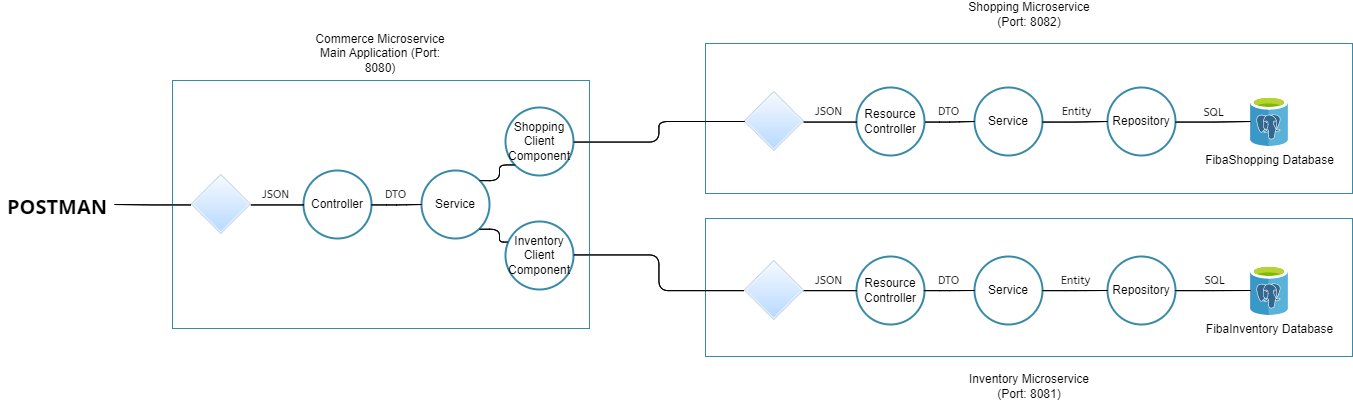 Shopping Microservice
(Port: 8082)
Commerce Microservice
Main Application (Port:
8080)
POSTMAN
JSON
Controller
DTO
Service
Shopping
Client
Component
Inventory
Client
Component
JSON
Resource
Controller
DTO
Service
Entity
Repository
SQL
FibaShopping Database
JSON
Resource
Controller
DTO
Service
Entity
Repository
SQL
FibaInventory Database
Inventory Microservice
(Port: 8081)